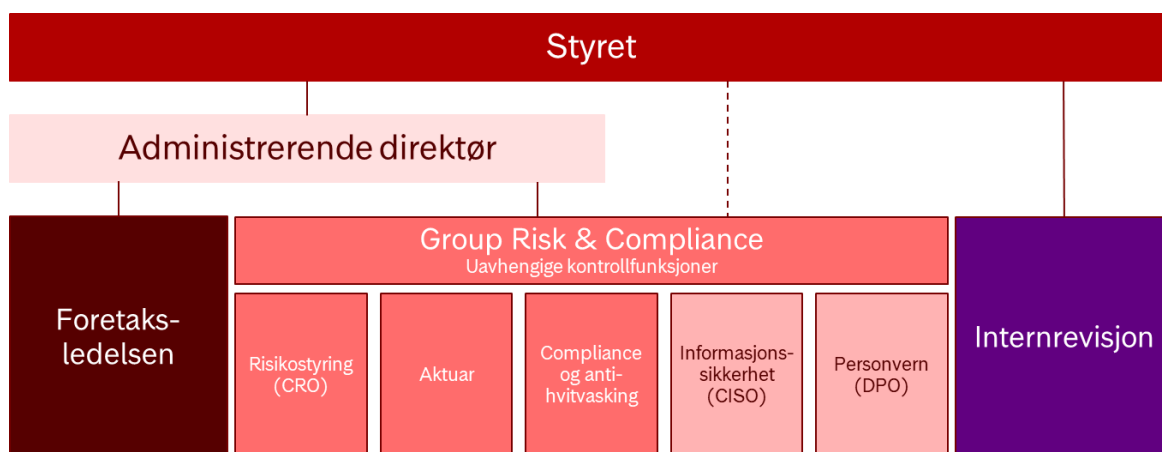 Styret
Administrerende direktør
Group Risk & Compliance
Uavhengige kontrollfunksjoner
Foretaks-
ledelsen
Risikostyring
(CRO)
Aktuar
Compliance
og anti-
hvitvasking
Informasjons-
sikkerhet
(CISO)
Personvern
(DPO)
Internrevisjon